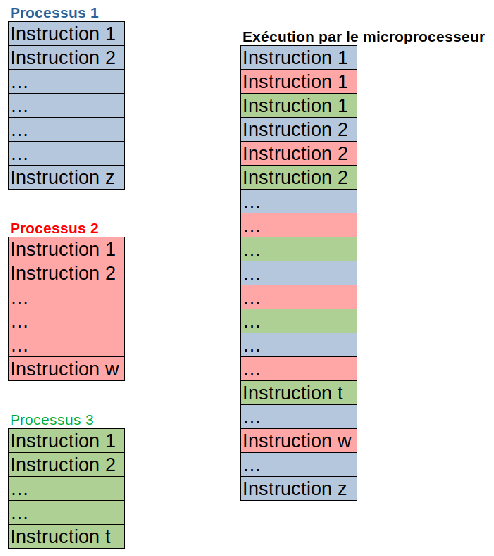 Processus 1
Instruction 1
Instruction 2
...
...
...
...
Instruction z
Processus 2
Instruction 1
Instruction 2
...
...
...
Instruction w
Processus 3
Instruction 1
Instruction 2
...
...
Instruction t
Exécution par le microprocesseur
Instruction 1
Instruction 1
Instruction 1
Instruction 2
Instruction 2
Instruction 2
...
...
...
...
...
...
...
...
Instruction t
...
Instruction w
...
Instruction z